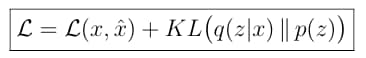 ℒ = ℒ(x, x̂) + KL(q(z|x) ∥ p(z))